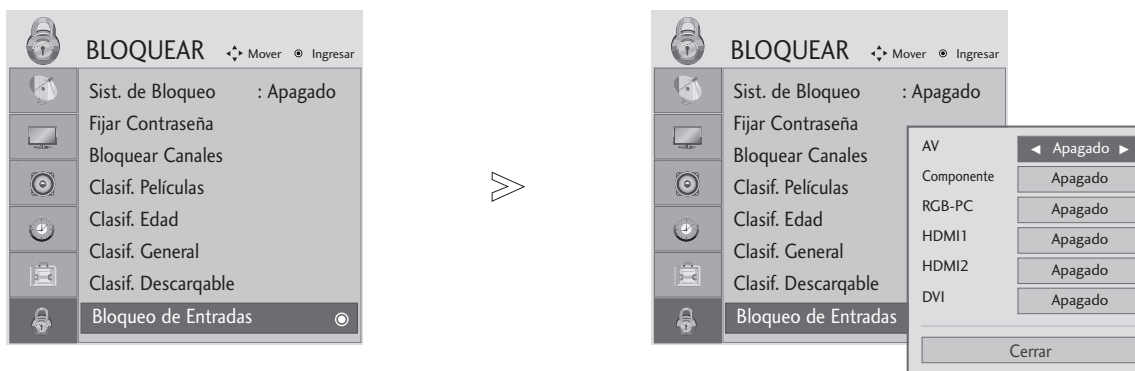 BLOQUEAR Mover Ingresar
Sist. de Bloqueo : Apagado
Fijar Contraseña
Bloquear Canales
Clasif. Películas
Clasif. Edad
Clasif. General
Clasif. Descarqable
Bloqueo de Entradas
BLOQUEAR Mover Ingresar
Sist. de Bloqueo : Apagado
Fijar Contraseña
Bloquear Canales
Clasif. Películas
Clasif. Edad
Clasif. General
Clasif. Descarqable
Bloqueo de Entradas
AV ◄ Apagado ►
Componente Apagado
RGB-PC Apagado
HDMI1 Apagado
HDMI2 Apagado
DVI Apagado
Cerrar